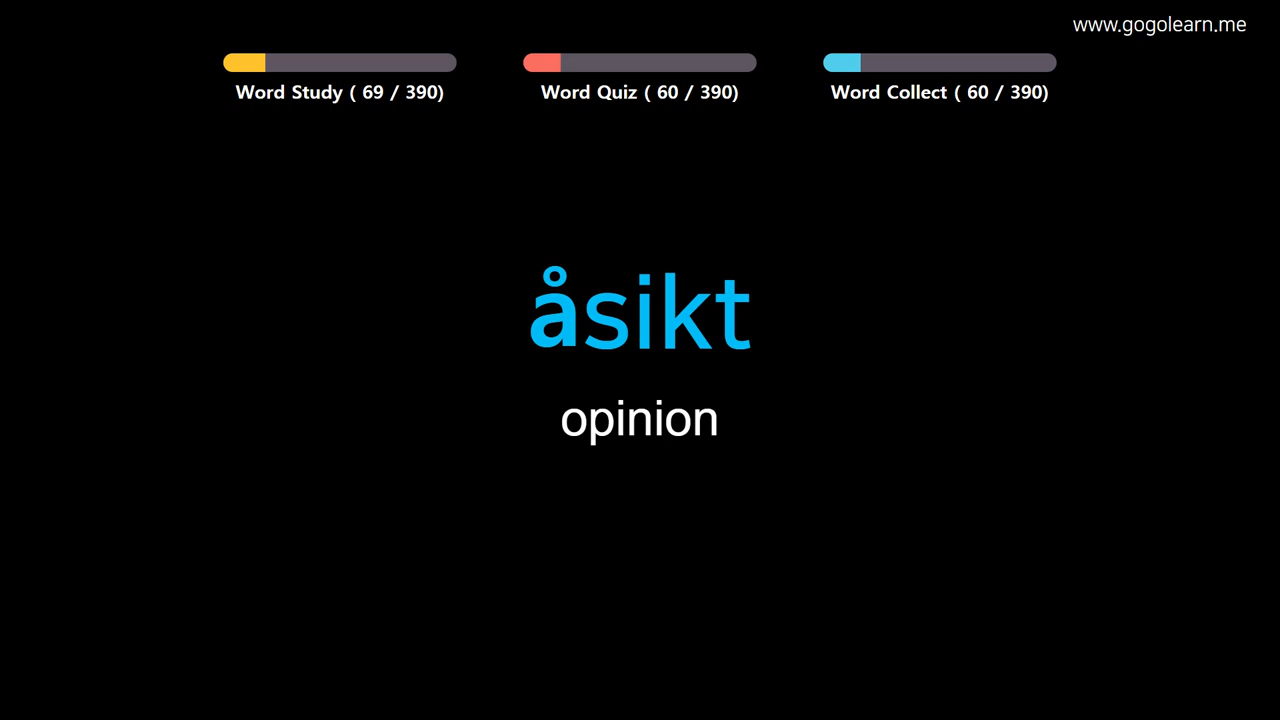 www.gogolearn.me
Word Study ( 69 / 390)
Word Quiz ( 60 / 390)
Word Collect ( 60 / 390)
åsikt
opinion